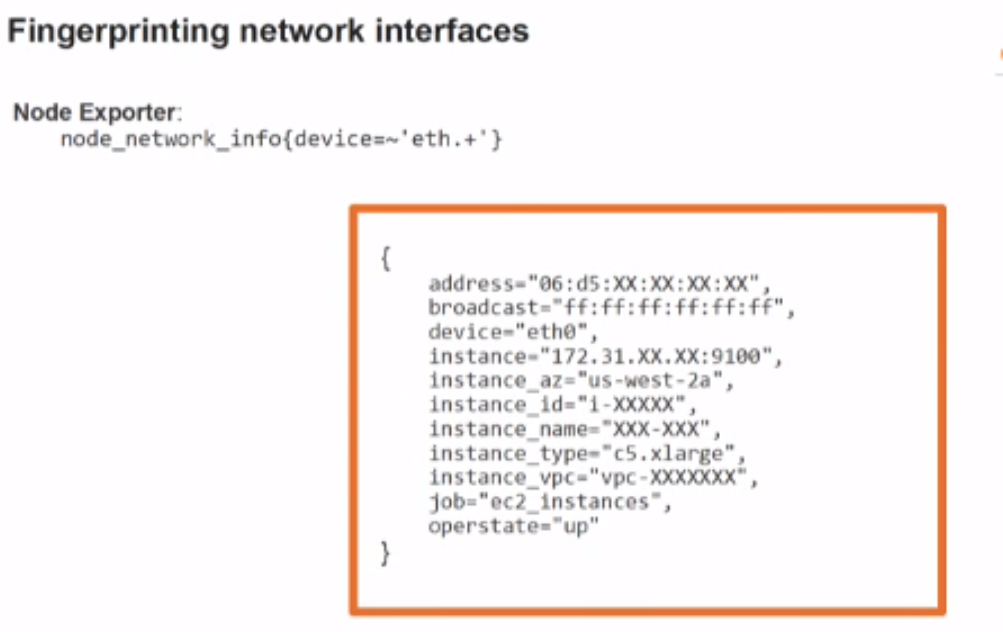 Fingerprinting network interfaces
Node Exporter:
node_network_info{device=~'eth.+'}
{
address="06:d5:XX:XX:XX:XX",
broadcast="ff:ff:ff:ff:ff:ff",
device="eth0",
instance="172.31.XX.XX:9100",
instance_az="us-west-2a",
instance_id="i-XXXXX",
instance_name="XXX-XXX",
instance_type="c5.xlarge",
instance_vpc="vpc-XXXXXXX",
job="ec2_instances",
operstate="up"
}